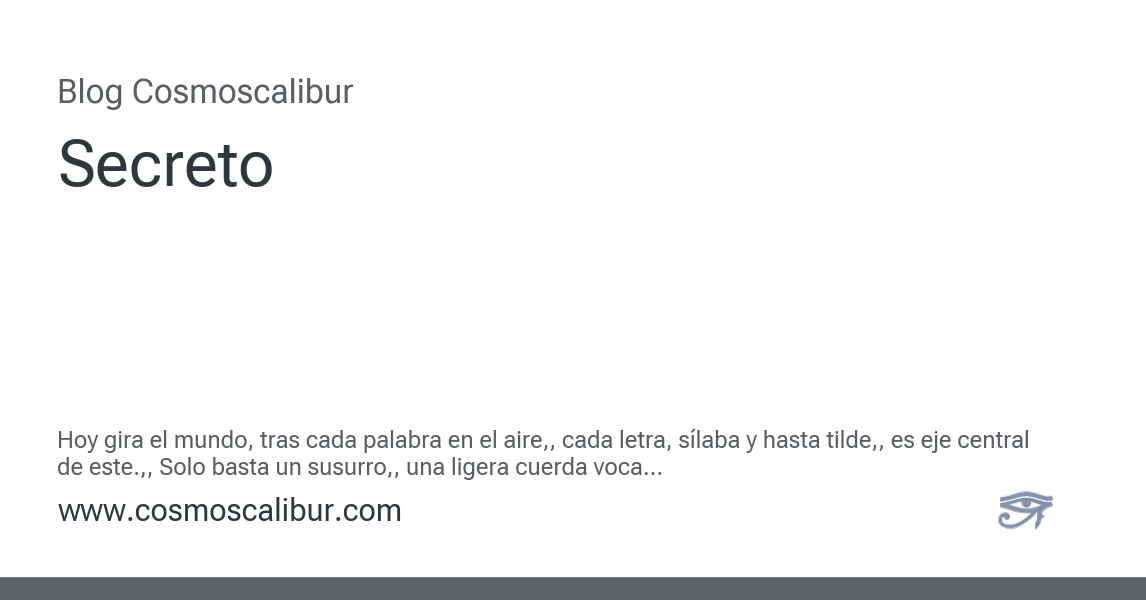 Blog Cosmoscalibur
Secreto
Hoy gira el mundo, tras cada palabra en el aire,, cada letra, sílaba y hasta tilde,, es eje central
de este.,, Solo basta un susurro,, una ligera cuerda voca...
www.cosmoscalibur.com